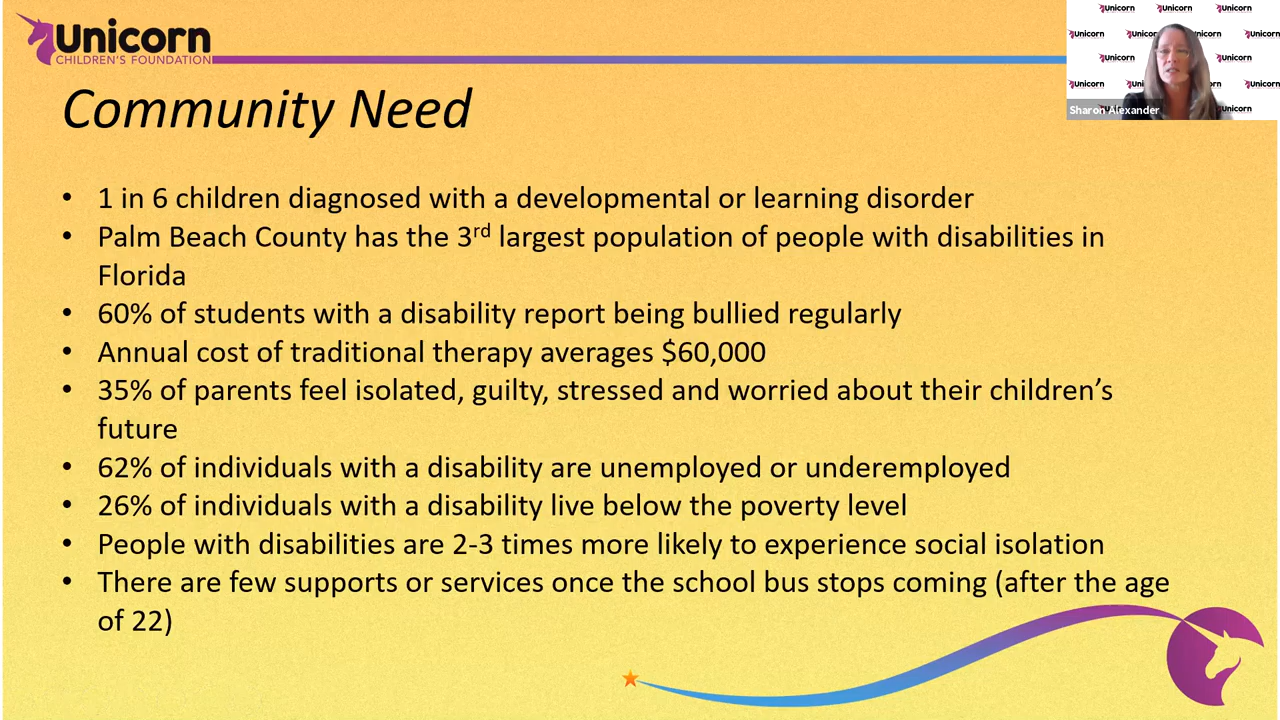 Unicorn
CHILDREN'S FOUNDATION
Community Need
• 1 in 6 children diagnosed with a developmental or learning disorder
• Palm Beach County has the 3rd largest population of people with disabilities in
Florida
• 60% of students with a disability report being bullied regularly
• Annual cost of traditional therapy averages $60,000
• 35% of parents feel isolated, guilty, stressed and worried about their children’s
future
• 62% of individuals with a disability are unemployed or underemployed
• 26% of individuals with a disability live below the poverty level
• People with disabilities are 2-3 times more likely to experience social isolation
• There are few supports or services once the school bus stops coming (after the age
of 22)
Unicorn Unicorn Unicorn
Unicorn Unicorn Unicorn Unicorn
Unicorn Unicorn
Unicorn Unicorn Unicorn
Sharon Alexander Unicorn